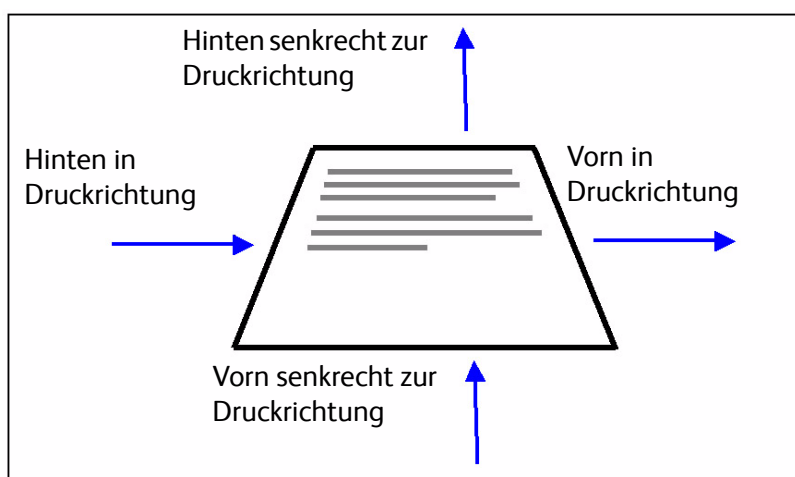 Hinten senkrecht zur
Druckrichtung
Hinten in
Druckrichtung
Vorn in
Druckrichtung
Vorn senkrecht zur
Druckrichtung